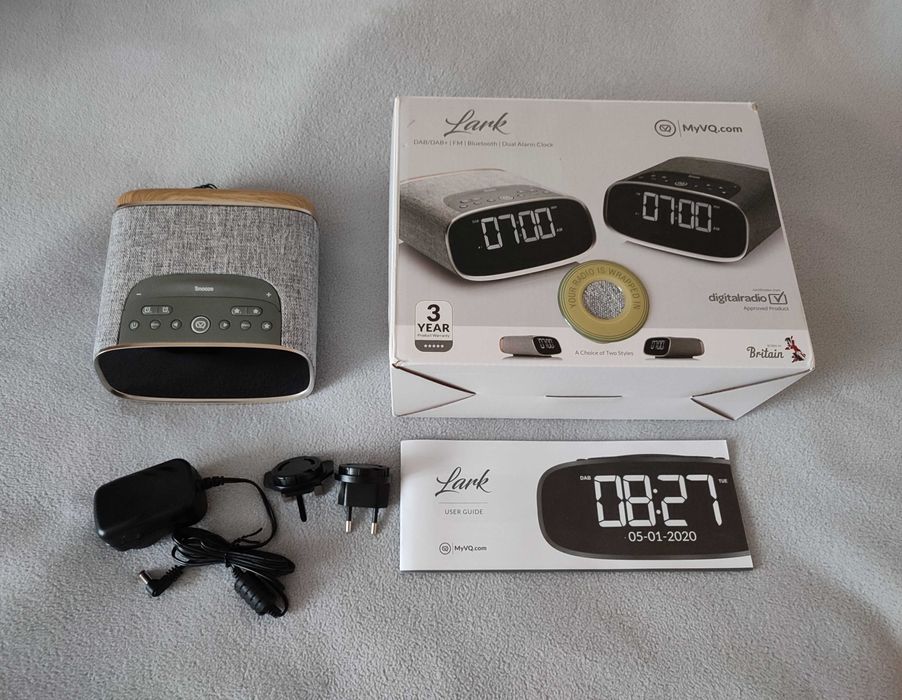 Lark
DAB/DAB+ | FM | Bluetooth | Dual Alarm Clock
MyVQ.com
07:00
07:00
YOUR RADIO IS WRAPPED IN
3
YEAR
Product Warranty
digitalradio
Approved Product
A Choice of Two Styles
Britain
Snooze
Lark
USER GUIDE
MyVQ.com
DAB
TUE
08:27
05-01-2020